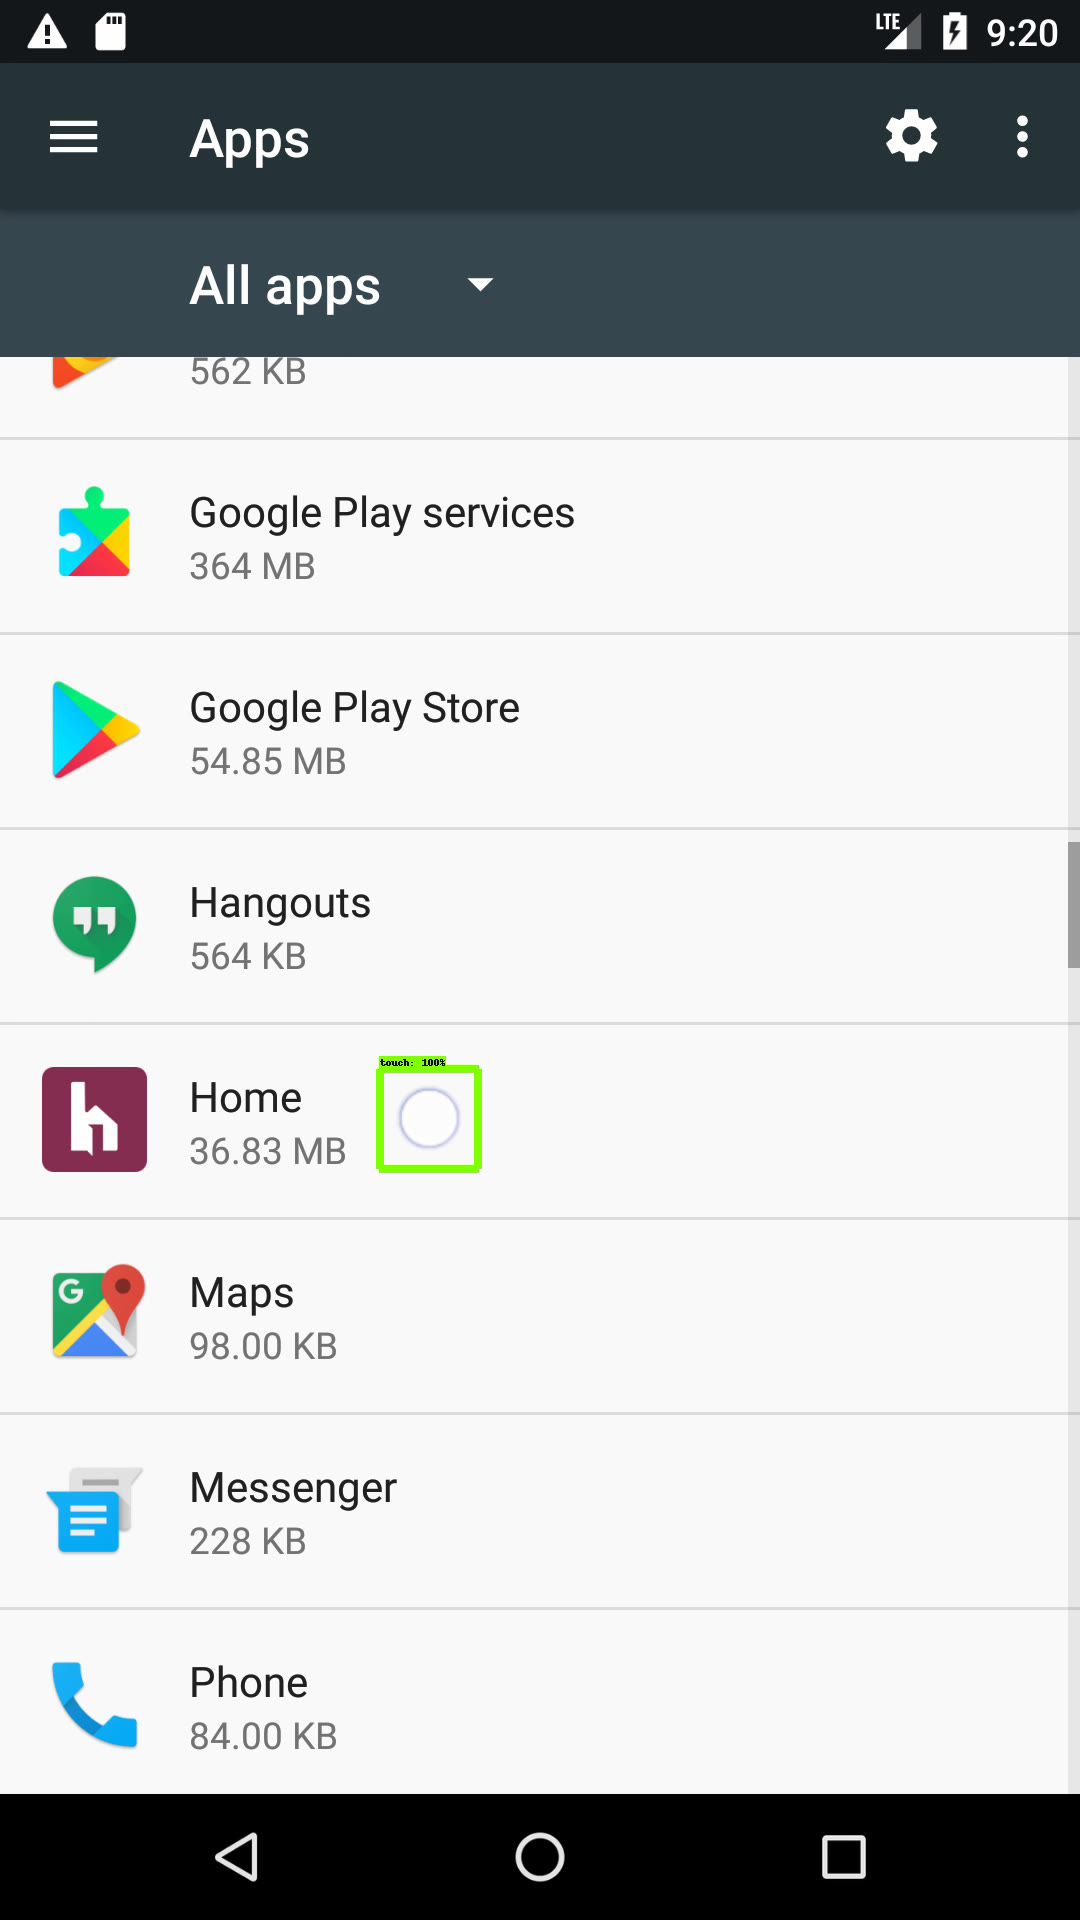 LTE
9:20
Apps
All apps
562 KB
Google Play services
364 MB
Google Play Store
54.85 MB
Hangouts
564 KB
touch: 100%
Home
36.83 MB
G
Maps
98.00 KB
Messenger
228 KB
Phone
84.00 KB